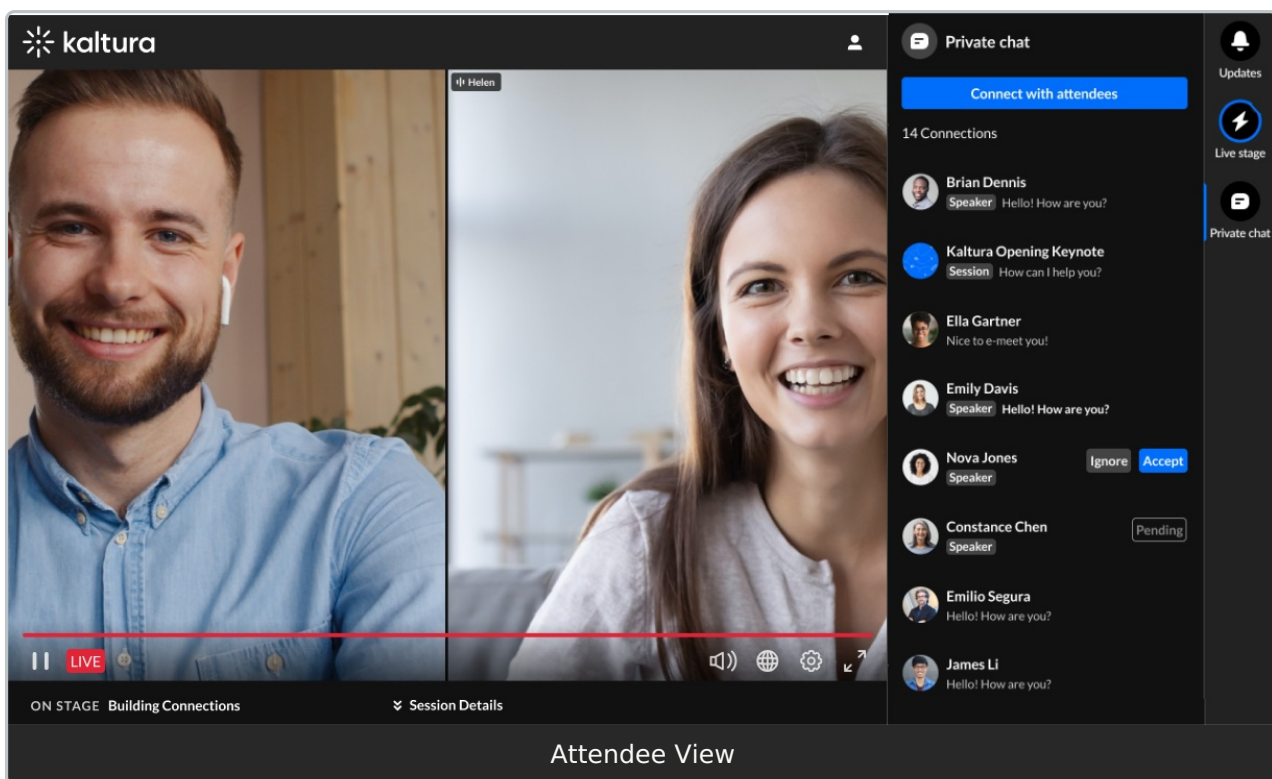 kaltura
Helen
LIVE
ON STAGE Building Connections
Session Details
Private chat
Connect with attendees
14 Connections
Brian Dennis
Speaker Hello! How are you?
Kaltura Opening Keynote
Session How can I help you?
Ella Gartner
Nice to e-meet you!
Emily Davis
Speaker Hello! How are you?
Nova Jones
Speaker
Ignore Accept
Constance Chen
Speaker
Pending
Emilio Segura
Hello! How are you?
James Li
Hello! How are you?
Updates
Live stage
Private chat
Attendee View